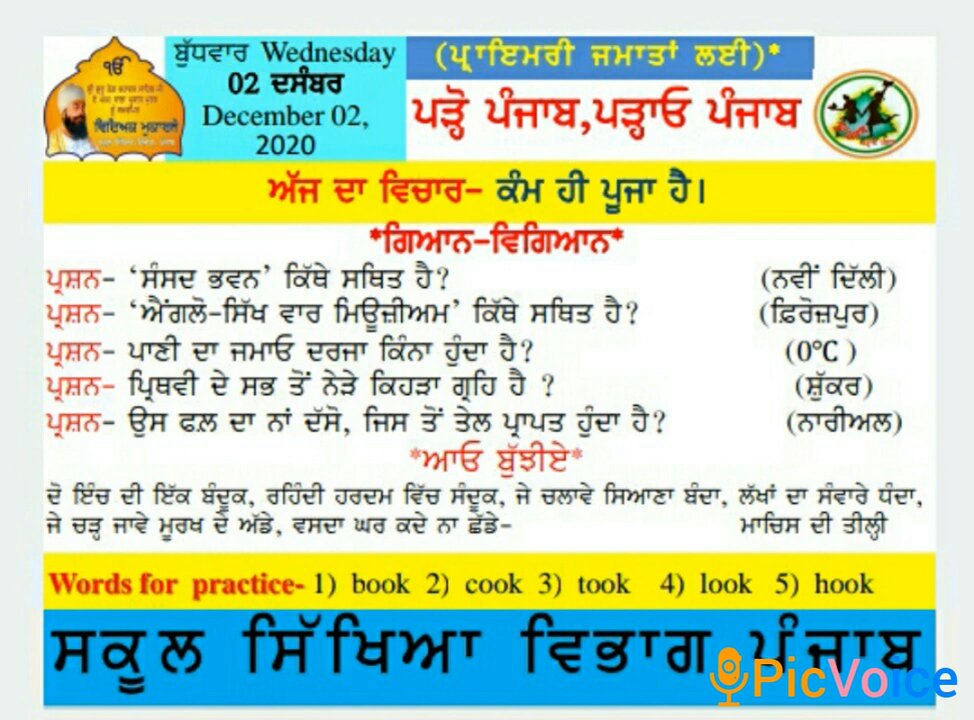 ਬੁੱਧਵਾਰ Wednesday
02 ਦਸੰਬਰ
December 02,
2020
(ਪ੍ਰਾਇਮਰੀ ਜਮਾਤਾਂ ਲਈ)*
ਪੜ੍ਹੋ ਪੰਜਾਬ,ਪੜ੍ਹਾਓ ਪੰਜਾਬ
ੴ
ਵਿਦਿਅਕ ਮੁਕਾਬਲੇ
ਅੱਜ ਦਾ ਵਿਚਾਰ- ਕੰਮ ਹੀ ਪੂਜਾ ਹੈ।
*ਗਿਆਨ-ਵਿਗਿਆਨ*
ਪ੍ਰਸ਼ਨ- ‘ਸੰਸਦ ਭਵਨ’ ਕਿੱਥੇ ਸਥਿਤ ਹੈ? (ਨਵੀਂ ਦਿੱਲੀ)
ਪ੍ਰਸ਼ਨ- ‘ਐਂਗਲੋ-ਸਿੱਖ ਵਾਰ ਮਿਊਜ਼ੀਅਮ’ ਕਿੱਥੇ ਸਥਿਤ ਹੈ? (ਫ਼ਿਰੋਜ਼ਪੁਰ)
ਪ੍ਰਸ਼ਨ- ਪਾਣੀ ਦਾ ਜਮਾਓ ਦਰਜਾ ਕਿੰਨਾ ਹੁੰਦਾ ਹੈ? (0°C )
ਪ੍ਰਸ਼ਨ- ਪ੍ਰਿਥਵੀ ਦੇ ਸਭ ਤੋਂ ਨੇੜੇ ਕਿਹੜਾ ਗ੍ਰਹਿ ਹੈ ? (ਸ਼ੁੱਕਰ)
ਪ੍ਰਸ਼ਨ- ਉਸ ਫਲ਼ ਦਾ ਨਾਂ ਦੱਸੋ, ਜਿਸ ਤੋਂ ਤੇਲ ਪ੍ਰਾਪਤ ਹੁੰਦਾ ਹੈ? (ਨਾਰੀਅਲ)
*ਆਓ ਬੁੱਝੀਏ*
ਦੋ ਇੰਚ ਦੀ ਇੱਕ ਬੰਦੂਕ, ਰਹਿੰਦੀ ਹਰਦਮ ਵਿੱਚ ਸੰਦੂਕ, ਜੇ ਚਲਾਵੇ ਸਿਆਣਾ ਬੰਦਾ, ਲੱਖਾਂ ਦਾ ਸੰਵਾਰੇ ਧੰਦਾ,
ਜੇ ਚੜ ਜਾਵੇ ਮੂਰਖ ਦੇ ਅੱਡੇ, ਵਸਦਾ ਘਰ ਕਦੇ ਨਾ ਛੱਡੇ- ਮਾਚਿਸ ਦੀ ਤੀਲ੍ਹੀ
Words for practice- 1) book 2) cook 3) took 4) look 5) hook
ਸਕੂਲ ਸਿੱਖਿਆ ਵਿਭਾਗ ਪੰਜਾਬ
PicVoice